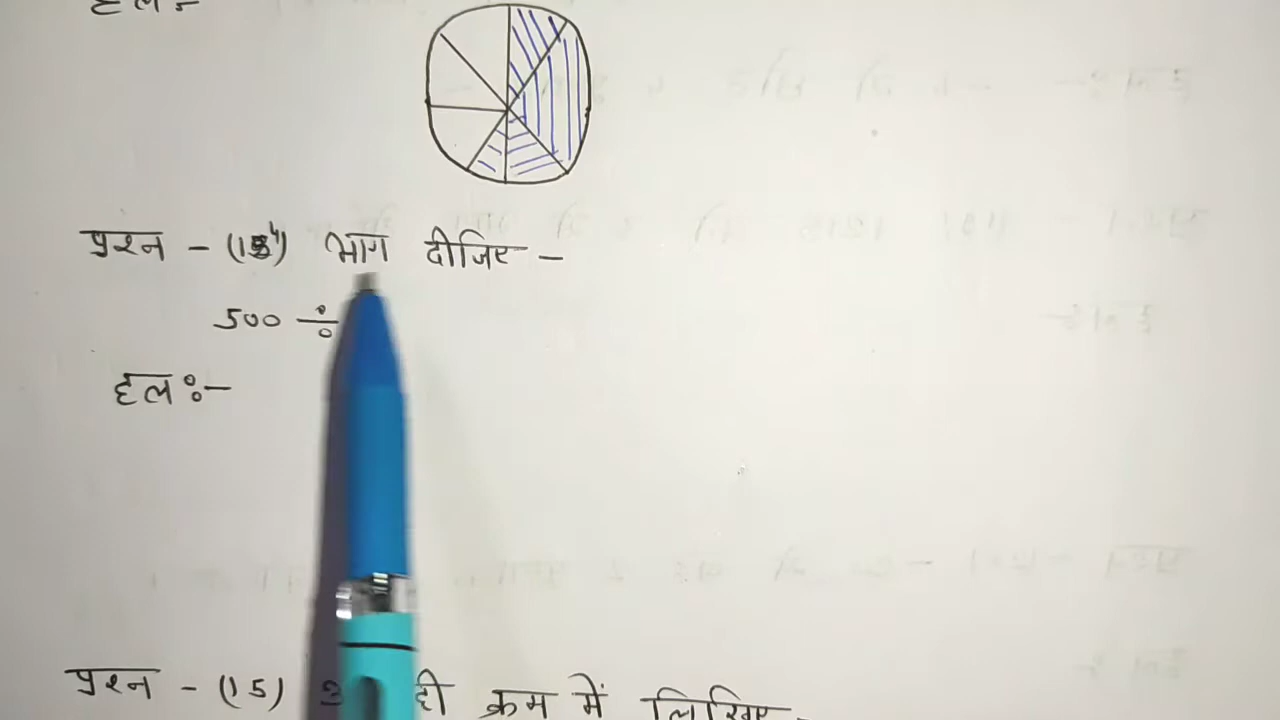 हल:-
प्रश्न - (14) भाग दीजिए -
500 ÷
हल :-
प्रश्न - (15) ही क्रम में लिखिए -